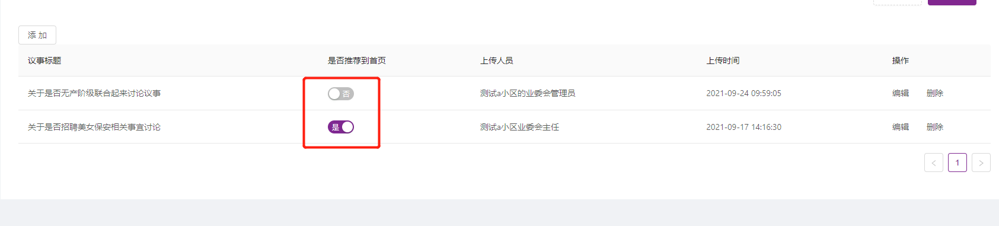 添 加
议事标题 是否推荐到首页 上传人员 上传时间 操作
关于是否无产阶级联合起来讨论议事 否 测试a小区的业委会管理员 2021-09-24 09:59:05 编辑 删除
关于是否招聘美女保安相关事宜讨论 是 测试a小区业委会主任 2021-09-17 14:16:30 编辑 删除
< 1 >